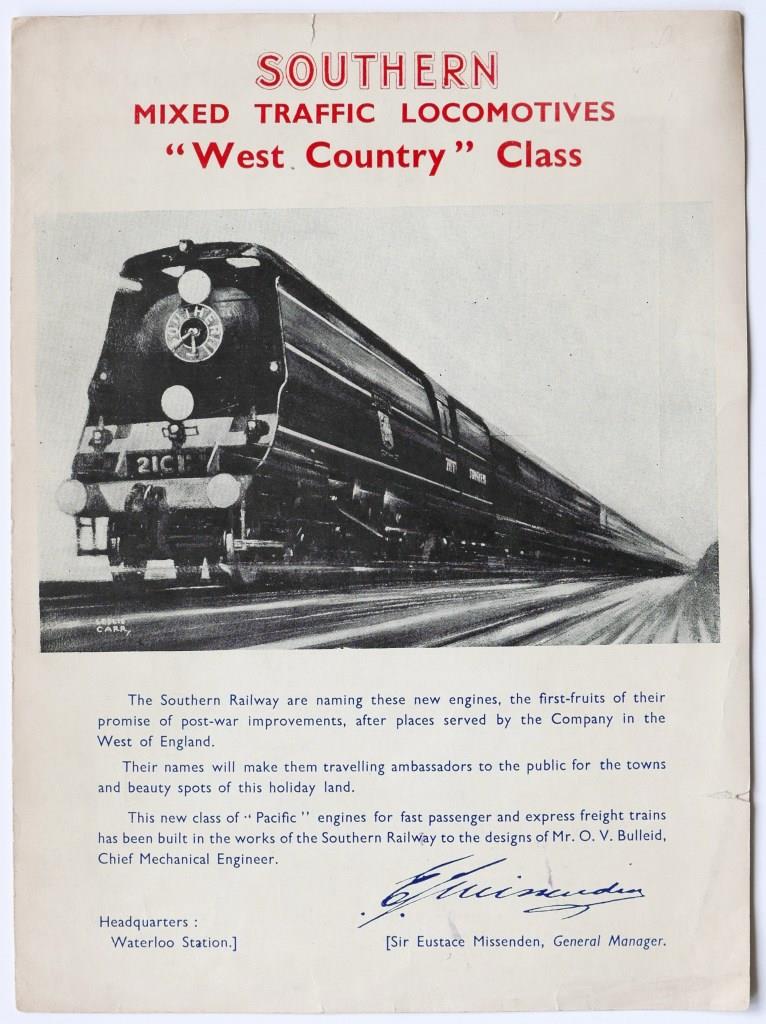 SOUTHERN
MIXED TRAFFIC LOCOMOTIVES
“West Country” Class
SOUTHERN
21C1
LESLIE
CARR
The Southern Railway are naming these new engines, the first-fruits of their
promise of post-war improvements, after places served by the Company in the
West of England.
Their names will make them travelling ambassadors to the public for the towns
and beauty spots of this holiday land.
This new class of “Pacific” engines for fast passenger and express freight trains
has been built in the works of the Southern Railway to the designs of Mr. O. V. Bulleid,
Chief Mechanical Engineer.
E. J. Missenden
Headquarters :
Waterloo Station.]
[Sir Eustace Missenden, General Manager.